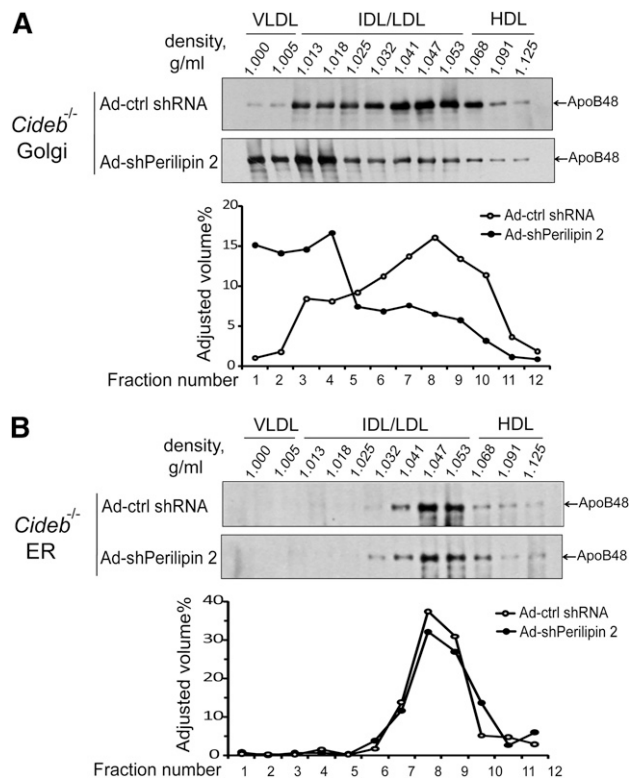 A
VLDL IDL/LDL HDL
density, g/ml
1.000 1.005 1.013 1.018 1.025 1.032 1.041 1.047 1.053 1.068 1.091 1.125
Cideb-/- Golgi
Ad-ctrl shRNA ←ApoB48
Ad-shPerilipin 2 ←ApoB48
Adjusted volume%
20
15
10
5
0
Ad-ctrl shRNA
Ad-shPerilipin 2
Fraction number 1 2 3 4 5 6 7 8 9 10 11 12
B
VLDL IDL/LDL HDL
density, g/ml
1.000 1.005 1.013 1.018 1.025 1.032 1.041 1.047 1.053 1.068 1.091 1.125
Cideb-/- ER
Ad-ctrl shRNA ←ApoB48
Ad-shPerilipin 2 ←ApoB48
Adjusted volume%
40
30
20
10
0
Ad-ctrl shRNA
Ad-shPerilipin 2
Fraction number 1 2 3 4 5 6 7 8 9 10 11 12